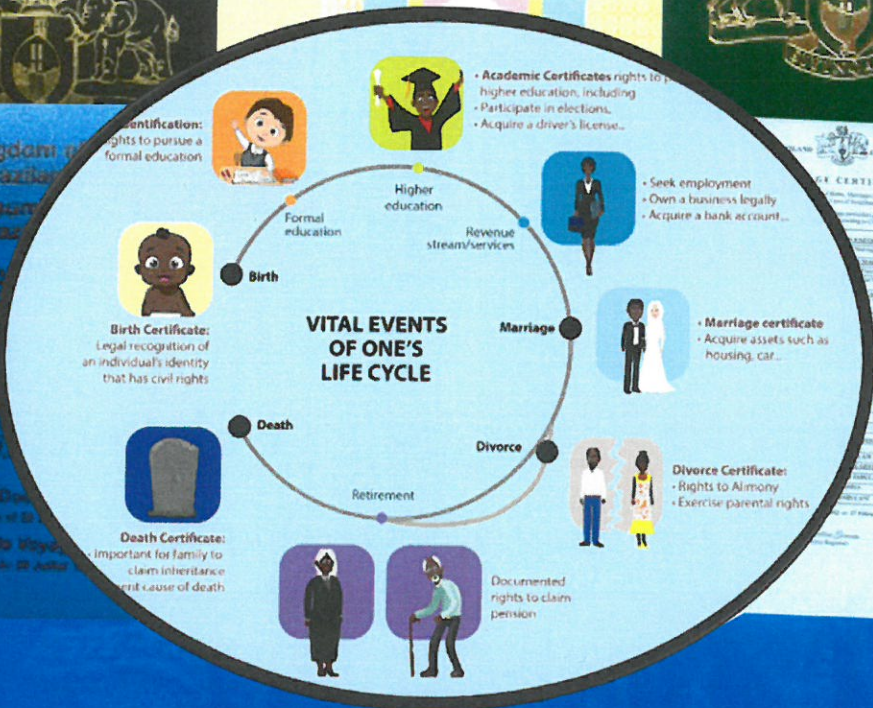 VITAL EVENTS
OF ONE'S
LIFE CYCLE
Birth
Birth Certificate:
Legal recognition of
an individual's identity
that has civil rights
Formal
education
rights to pursue a
formal education
Higher
education
• Academic Certificates rights to
higher education, including
• Participate in elections,
• Acquire a driver's license...
Revenue
stream/services
• Seek employment
• Own a business legally
• Acquire a bank account...
Marriage
• Marriage certificate
• Acquire assets such as
housing, car...
Divorce
Divorce Certificate:
• Rights to Alimony
• Exercise parental rights
Retirement
Documented
rights to claim
pension
Death
Death Certificate:
• Important for family to
claim inheritance
cause of death